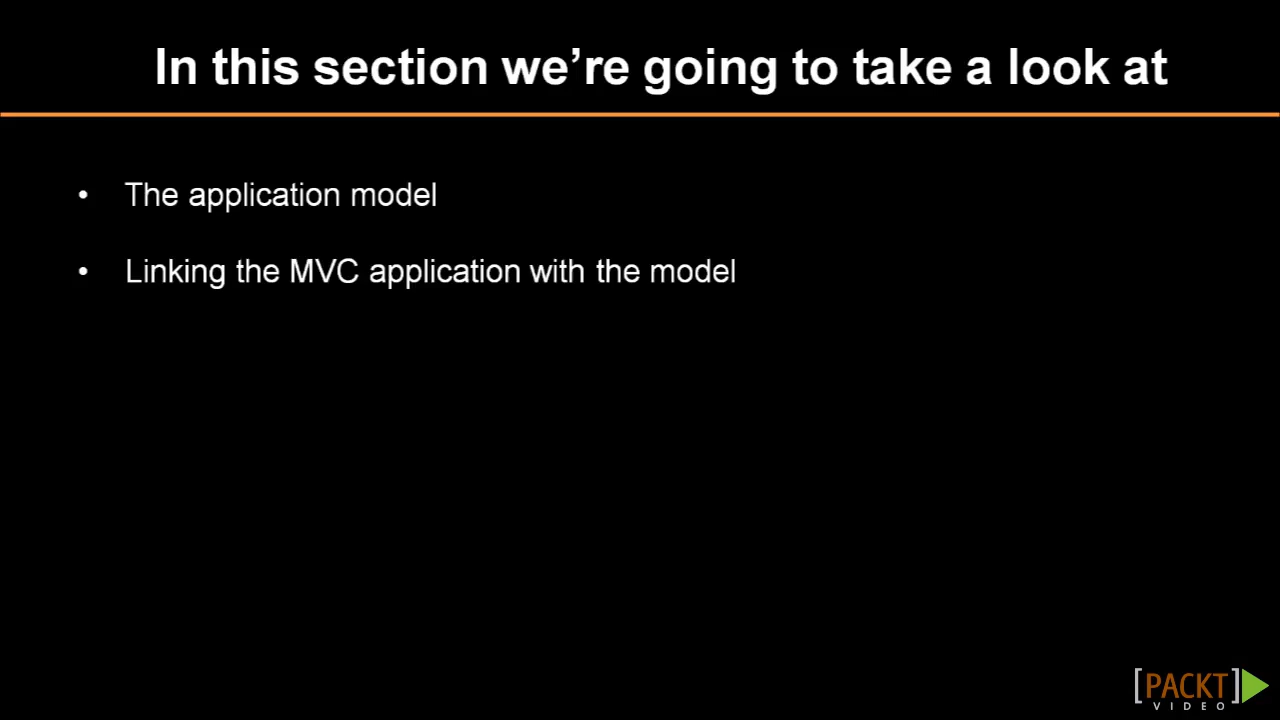 In this section we're going to take a look at
• The application model
• Linking the MVC application with the model
[PACKT]
VIDEO